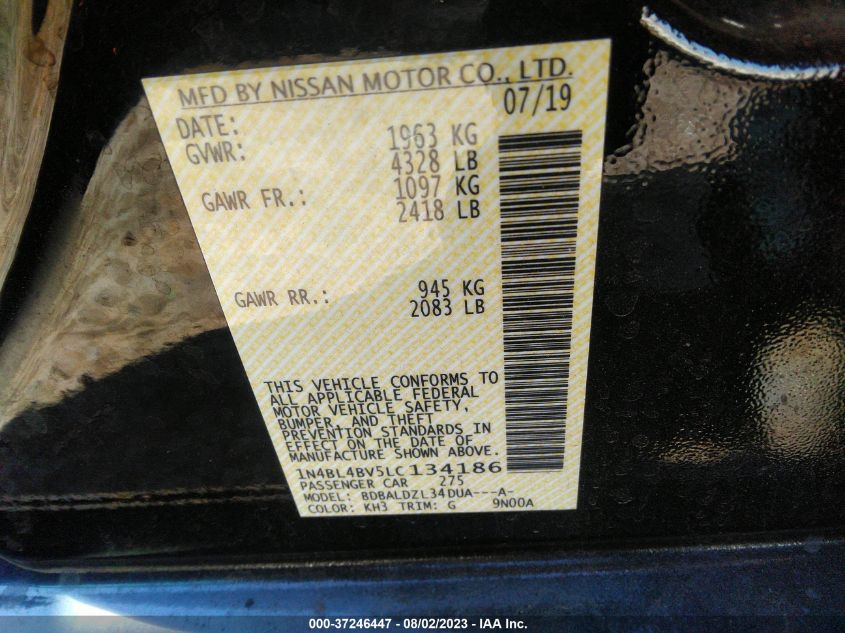 MFD BY NISSAN MOTOR CO., LTD.
DATE: 07/19
GVWR: 1963 KG
4328 LB
GAWR FR.: 1097 KG
2418 LB
GAWR RR.: 945 KG
2083 LB
THIS VEHICLE CONFORMS TO
ALL APPLICABLE FEDERAL
MOTOR VEHICLE SAFETY,
BUMPER, AND THEFT
PREVENTION STANDARDS IN
EFFECT ON THE DATE OF
MANUFACTURE SHOWN ABOVE.
1N4BL4BV5LC134186
PASSENGER CAR 275
MODEL: BDBALDZL34DUA---A-
COLOR: KH3 TRIM: G 9N00A
000-37246447 - 08/02/2023 - IAA Inc.